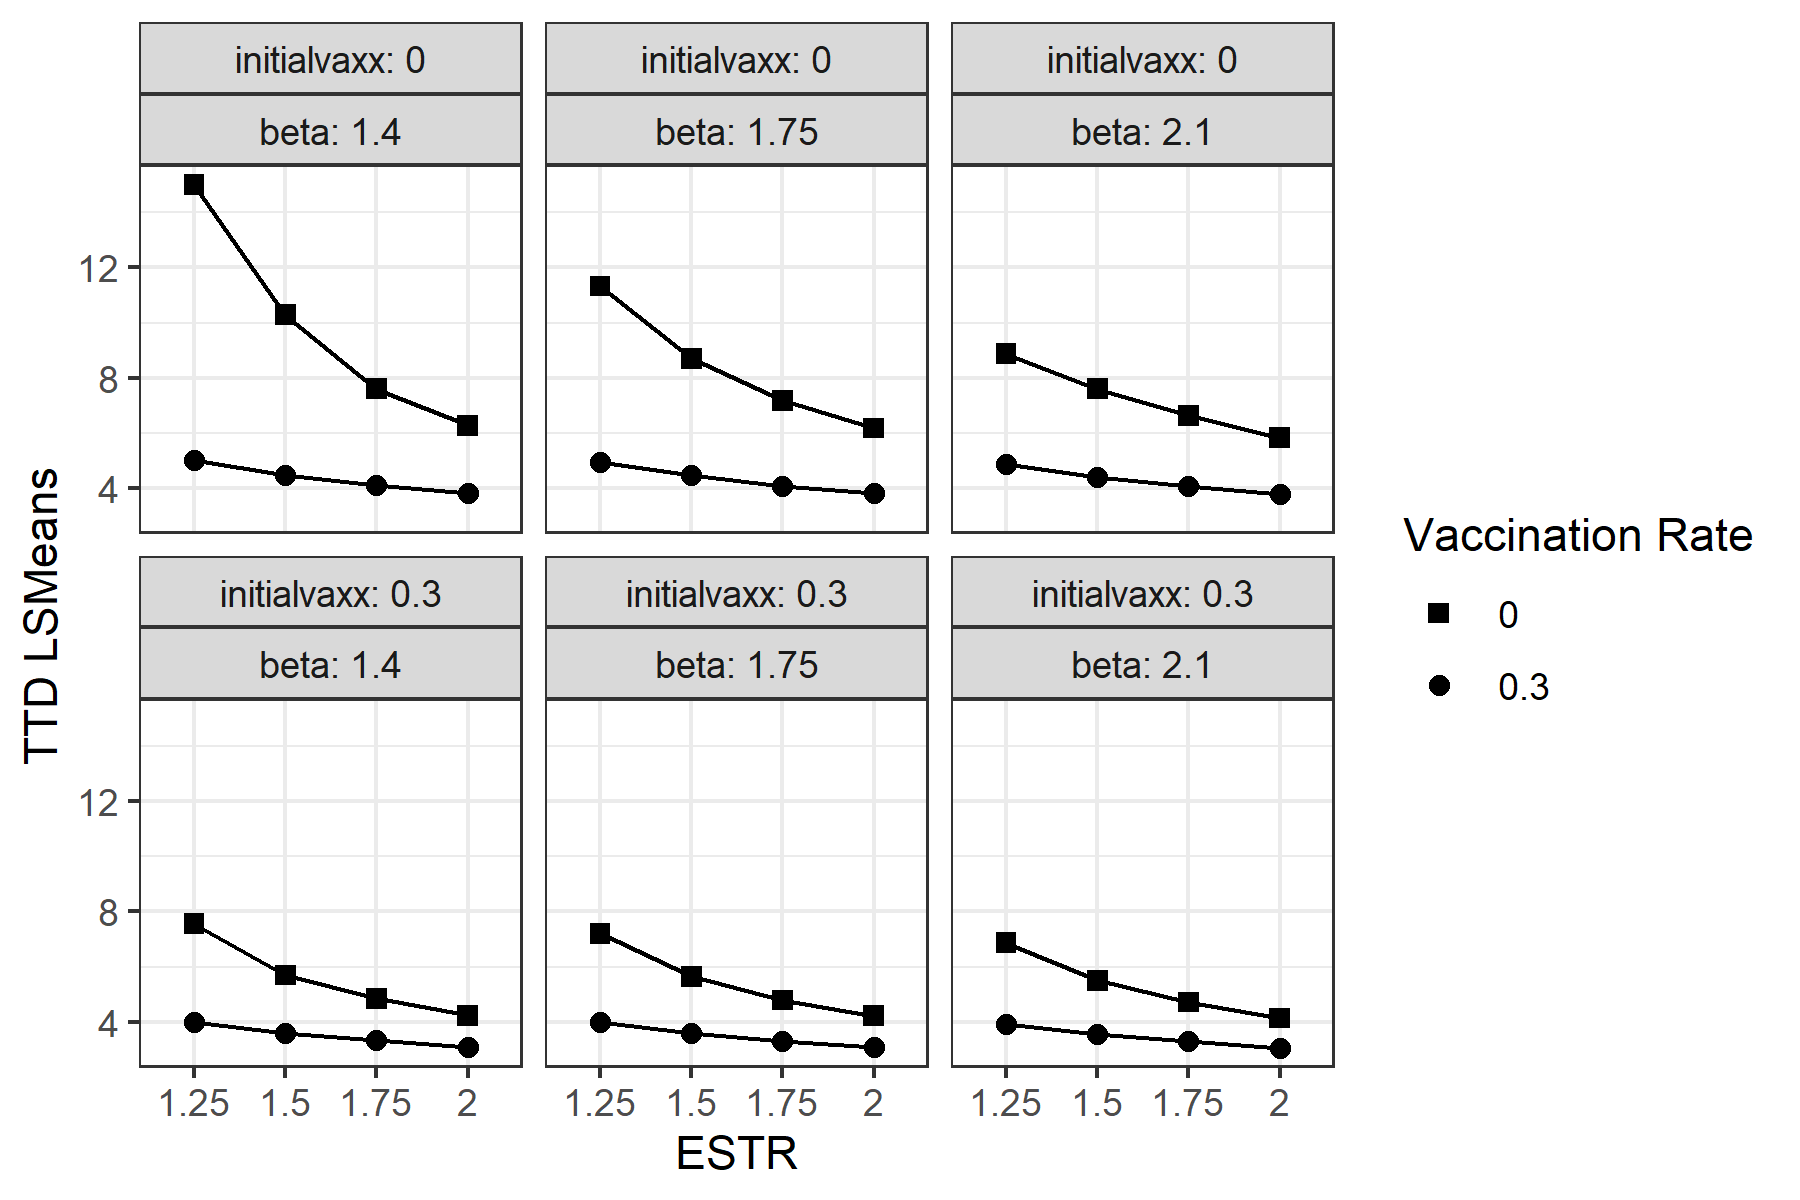 initialvaxx: 0
initialvaxx: 0
initialvaxx: 0
beta: 1.4
beta: 1.75
beta: 2.1
12
8
4
initialvaxx: 0.3
initialvaxx: 0.3
initialvaxx: 0.3
beta: 1.4
beta: 1.75
beta: 2.1
12
8
4
1.25 1.5 1.75 2
1.25 1.5 1.75 2
1.25 1.5 1.75 2
ESTR
TTD LSMeans
Vaccination Rate
0
0.3